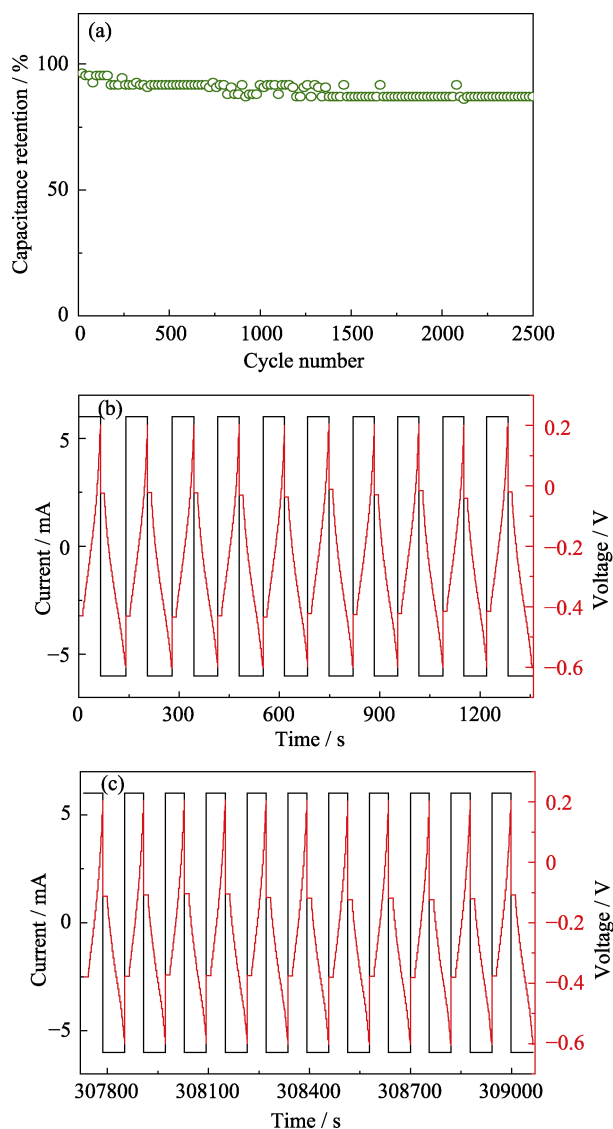 (a)
100
50
0
Capacitance retention / %
0 500 1000 1500 2000 2500
Cycle number
(b)
5
0
−5
Current / mA
0.2
0
−0.2
−0.4
−0.6
Voltage / V
0 300 600 900 1200
Time / s
(c)
5
0
−5
Current / mA
0.2
0
−0.2
−0.4
−0.6
Voltage / V
307800 308100 308400 308700 309000
Time / s